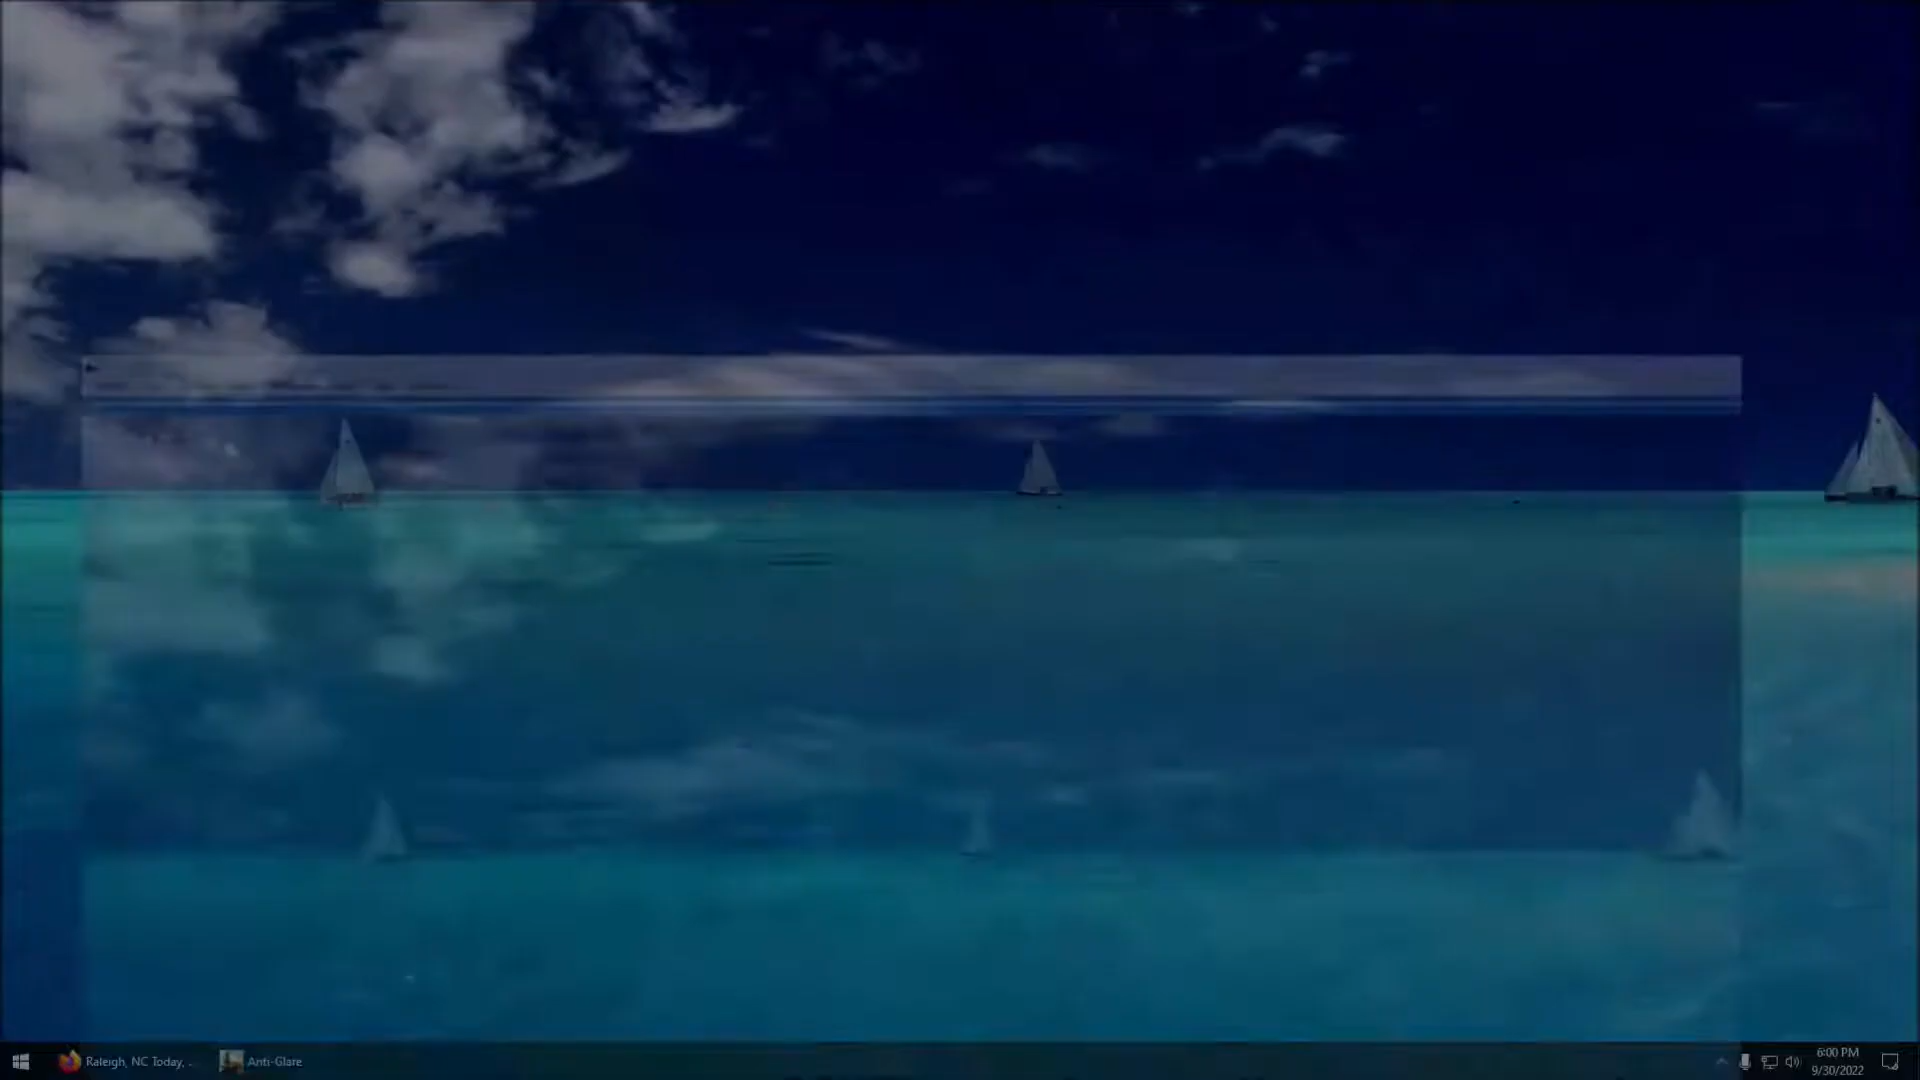 Raleigh, NC Today, ..
Anti-Glare
6:00 PM
9/30/2022